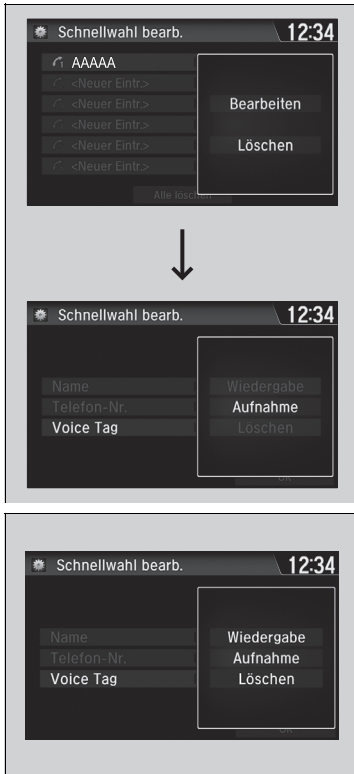 Schnellwahl bearb. 12:34
AAAAA
<Neuer Eintr.>
<Neuer Eintr.>
<Neuer Eintr.>
<Neuer Eintr.>
<Neuer Eintr.>
Bearbeiten
Löschen
Alle löschen
Schnellwahl bearb. 12:34
Name
Telefon-Nr.
Voice Tag
Wiedergabe
Aufnahme
Löschen
OK
Schnellwahl bearb. 12:34
Name
Telefon-Nr.
Voice Tag
Wiedergabe
Aufnahme
Löschen
OK